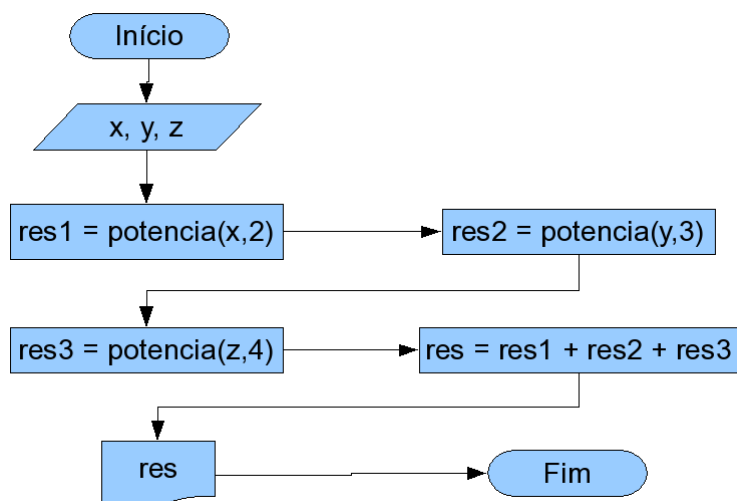 Início
x, y, z
res1 = potencia(x,2)
res2 = potencia(y,3)
res3 = potencia(z,4)
res = res1 + res2 + res3
res
Fim